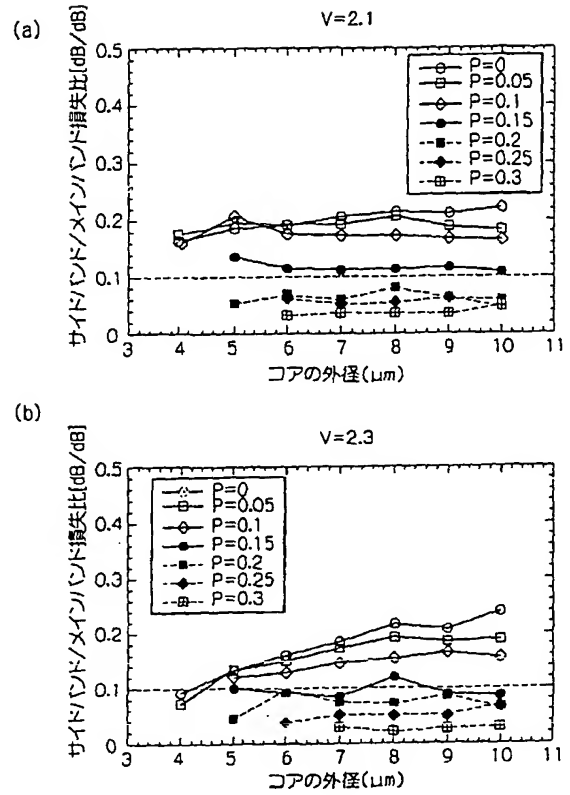 (a)
V=2.1
サイドバンド/メインバンド損失比[dB/dB]
0.5
0.4
0.3
0.2
0.1
0
P=0
P=0.05
P=0.1
P=0.15
P=0.2
P=0.25
P=0.3
3 4 5 6 7 8 9 10 11
コアの外径(μm)
(b)
V=2.3
サイドバンド/メインバンド損失比[dB/dB]
0.5
0.4
0.3
0.2
0.1
0
P=0
P=0.05
P=0.1
P=0.15
P=0.2
P=0.25
P=0.3
3 4 5 6 7 8 9 10 11
コアの外径(μm)